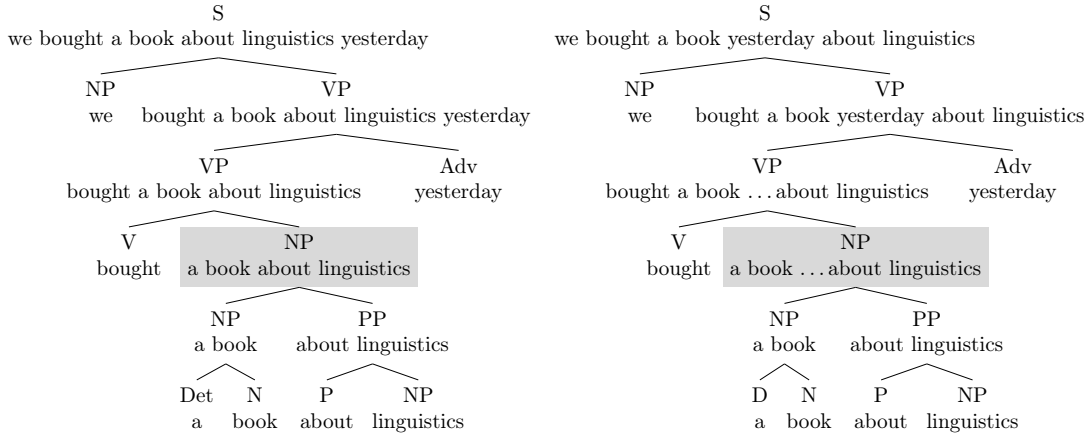 S S
we bought a book about linguistics yesterday we bought a book yesterday about linguistics
NP VP NP VP
we bought a book about linguistics yesterday we bought a book yesterday about linguistics
VP Adv VP Adv
bought a book about linguistics yesterday bought a book ...about linguistics yesterday
V NP V NP
bought a book about linguistics bought a book ...about linguistics
NP PP NP PP
a book about linguistics a book about linguistics
Det N P NP D N P NP
a book about linguistics a book about linguistics